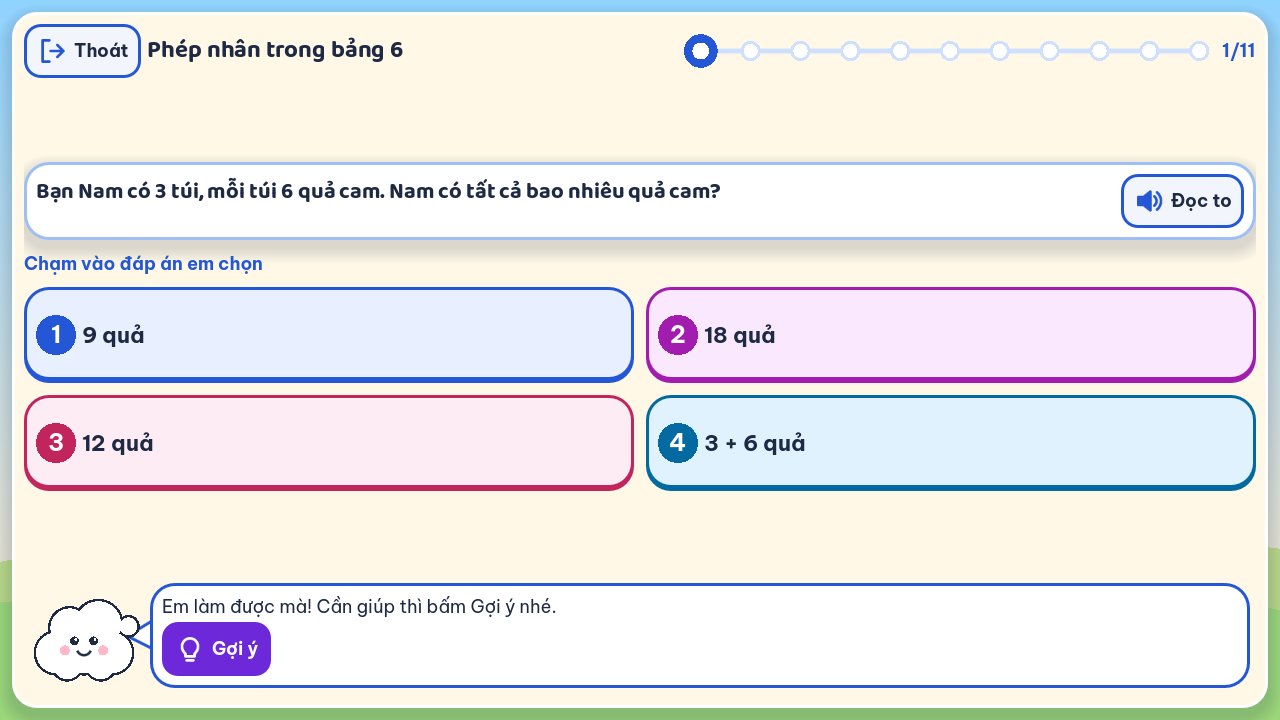 Thoát
Phép nhân trong bảng 6
1/11
Bạn Nam có 3 túi, mỗi túi 6 quả cam. Nam có tất cả bao nhiêu quả cam?
Đọc to
Chạm vào đáp án em chọn
1 9 quả
2 18 quả
3 12 quả
4 3 + 6 quả
Em làm được mà! Cần giúp thì bấm Gợi ý nhé.
Gợi ý